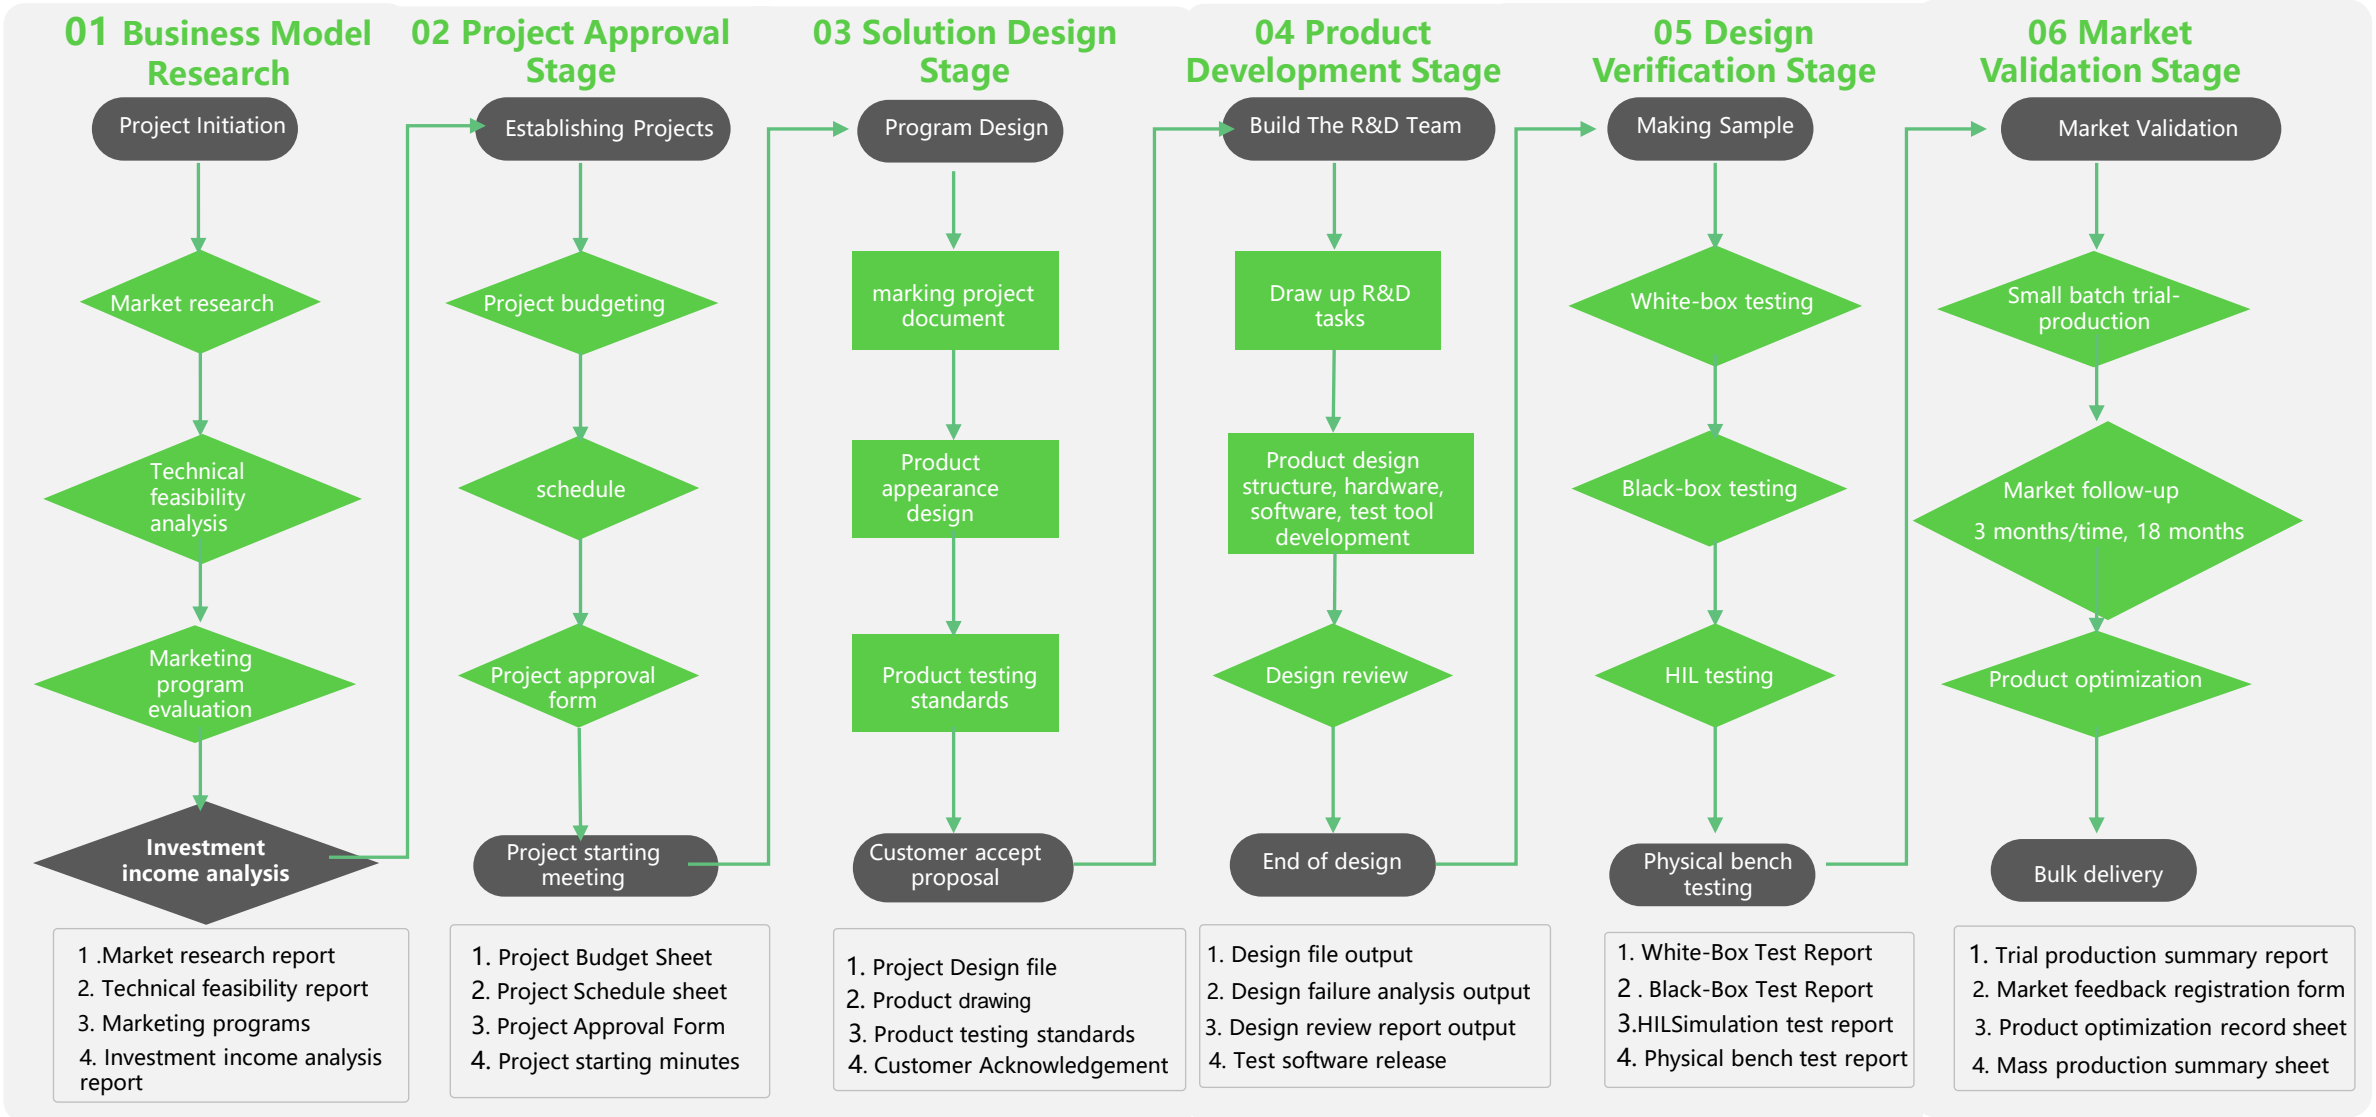 01 Business Model
Research
Project Initiation
Market research
Technical
feasibility
analysis
Marketing
program
evaluation
Investment
income analysis
1 .Market research report
2. Technical feasibility report
3. Marketing programs
4. Investment income analysis
report
02 Project Approval
Stage
Establishing Projects
Project budgeting
schedule
Project approval
form
Project starting
meeting
1. Project Budget Sheet
2. Project Schedule sheet
3. Project Approval Form
4. Project starting minutes
03 Solution Design
Stage
Program Design
marking project
document
Product
appearance
design
Product testing
standards
Customer accept
proposal
1. Project Design file
2. Product drawing
3. Product testing standards
4. Customer Acknowledgement
04 Product
Development Stage
Build The R&D Team
Draw up R&D
tasks
Product design
structure, hardware,
software, test tool
development
Design review
End of design
1. Design file output
2. Design failure analysis output
3. Design review report output
4. Test software release
05 Design
Verification Stage
Making Sample
White-box testing
Black-box testing
HIL testing
Physical bench
testing
1. White-Box Test Report
2 . Black-Box Test Report
3.HILSimulation test report
4. Physical bench test report
06 Market
Validation Stage
Market Validation
Small batch trial-
production
Market follow-up
3 months/time, 18 months
Product optimization
Bulk delivery
1. Trial production summary report
2. Market feedback registration form
3. Product optimization record sheet
4. Mass production summary sheet